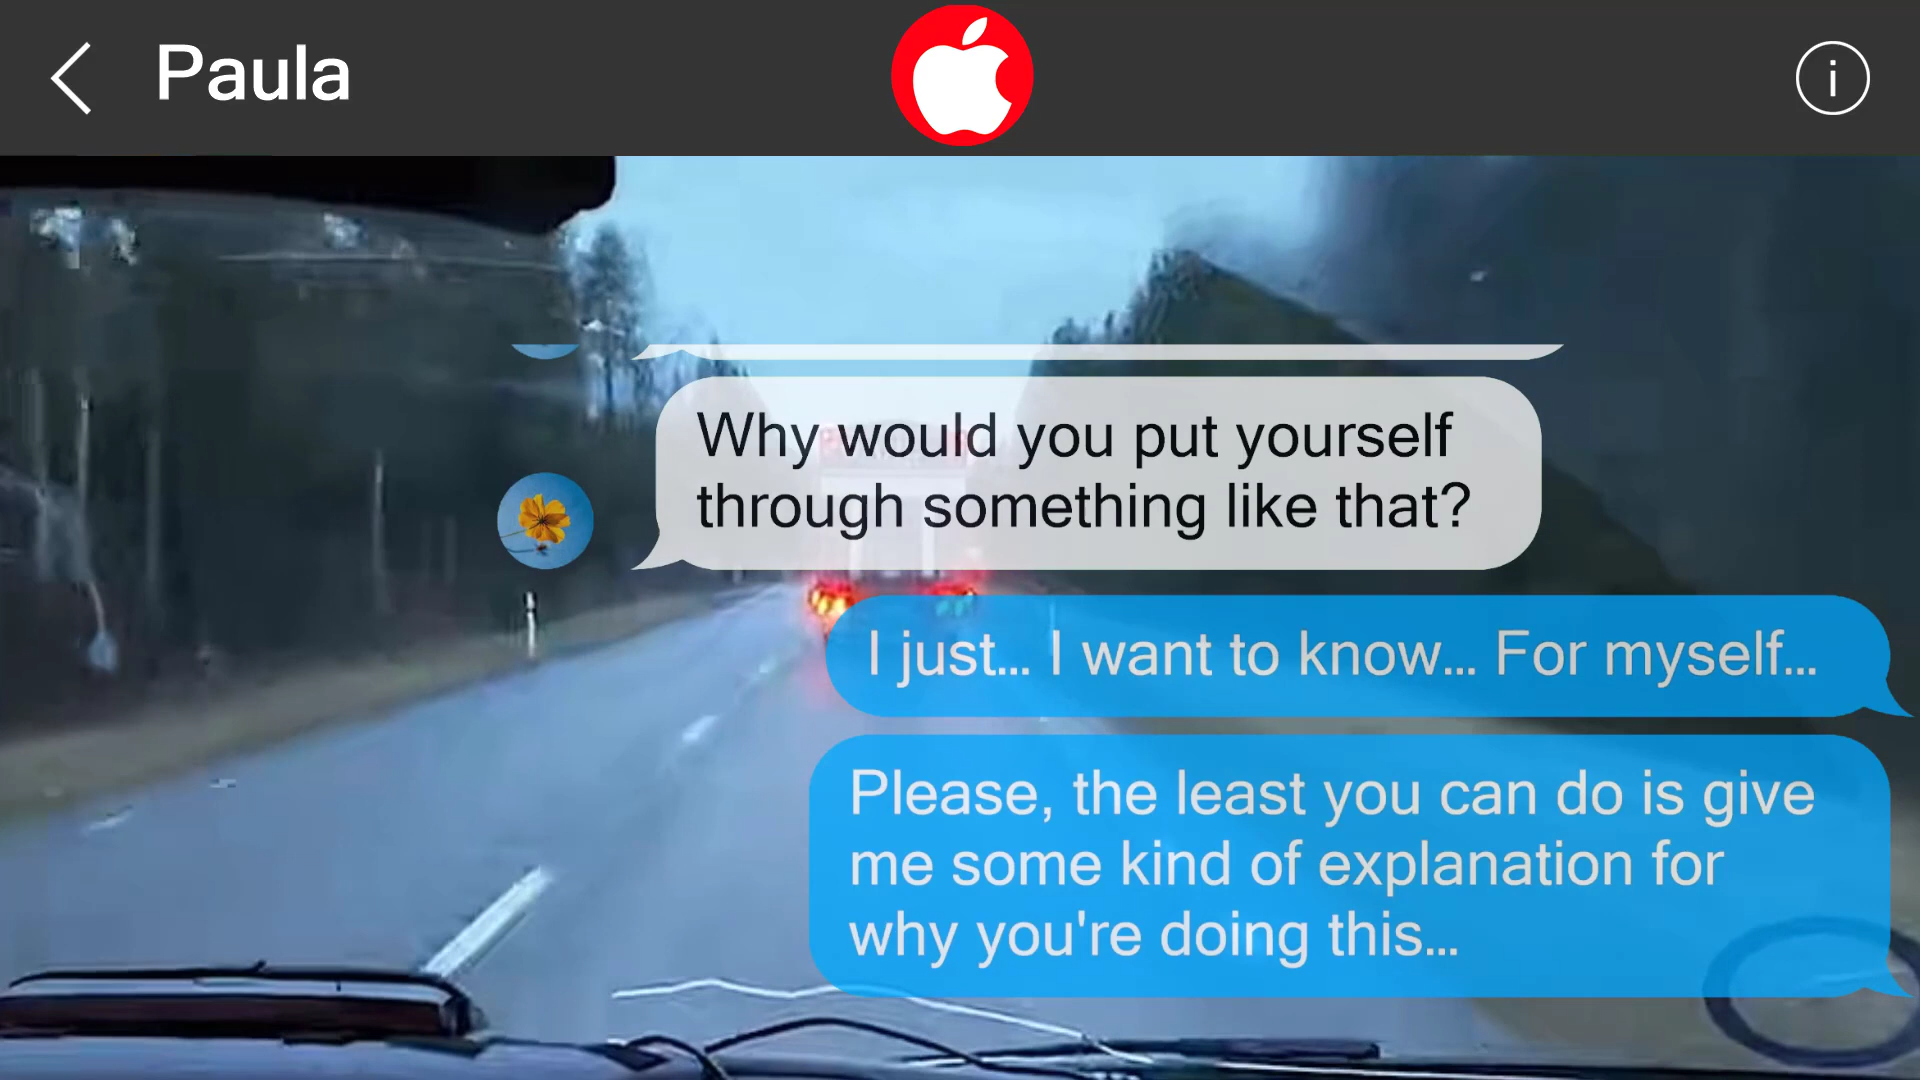 Paula
Why would you put yourself
through something like that?
I just... I want to know... For myself...
Please, the least you can do is give
me some kind of explanation for
why you're doing this...